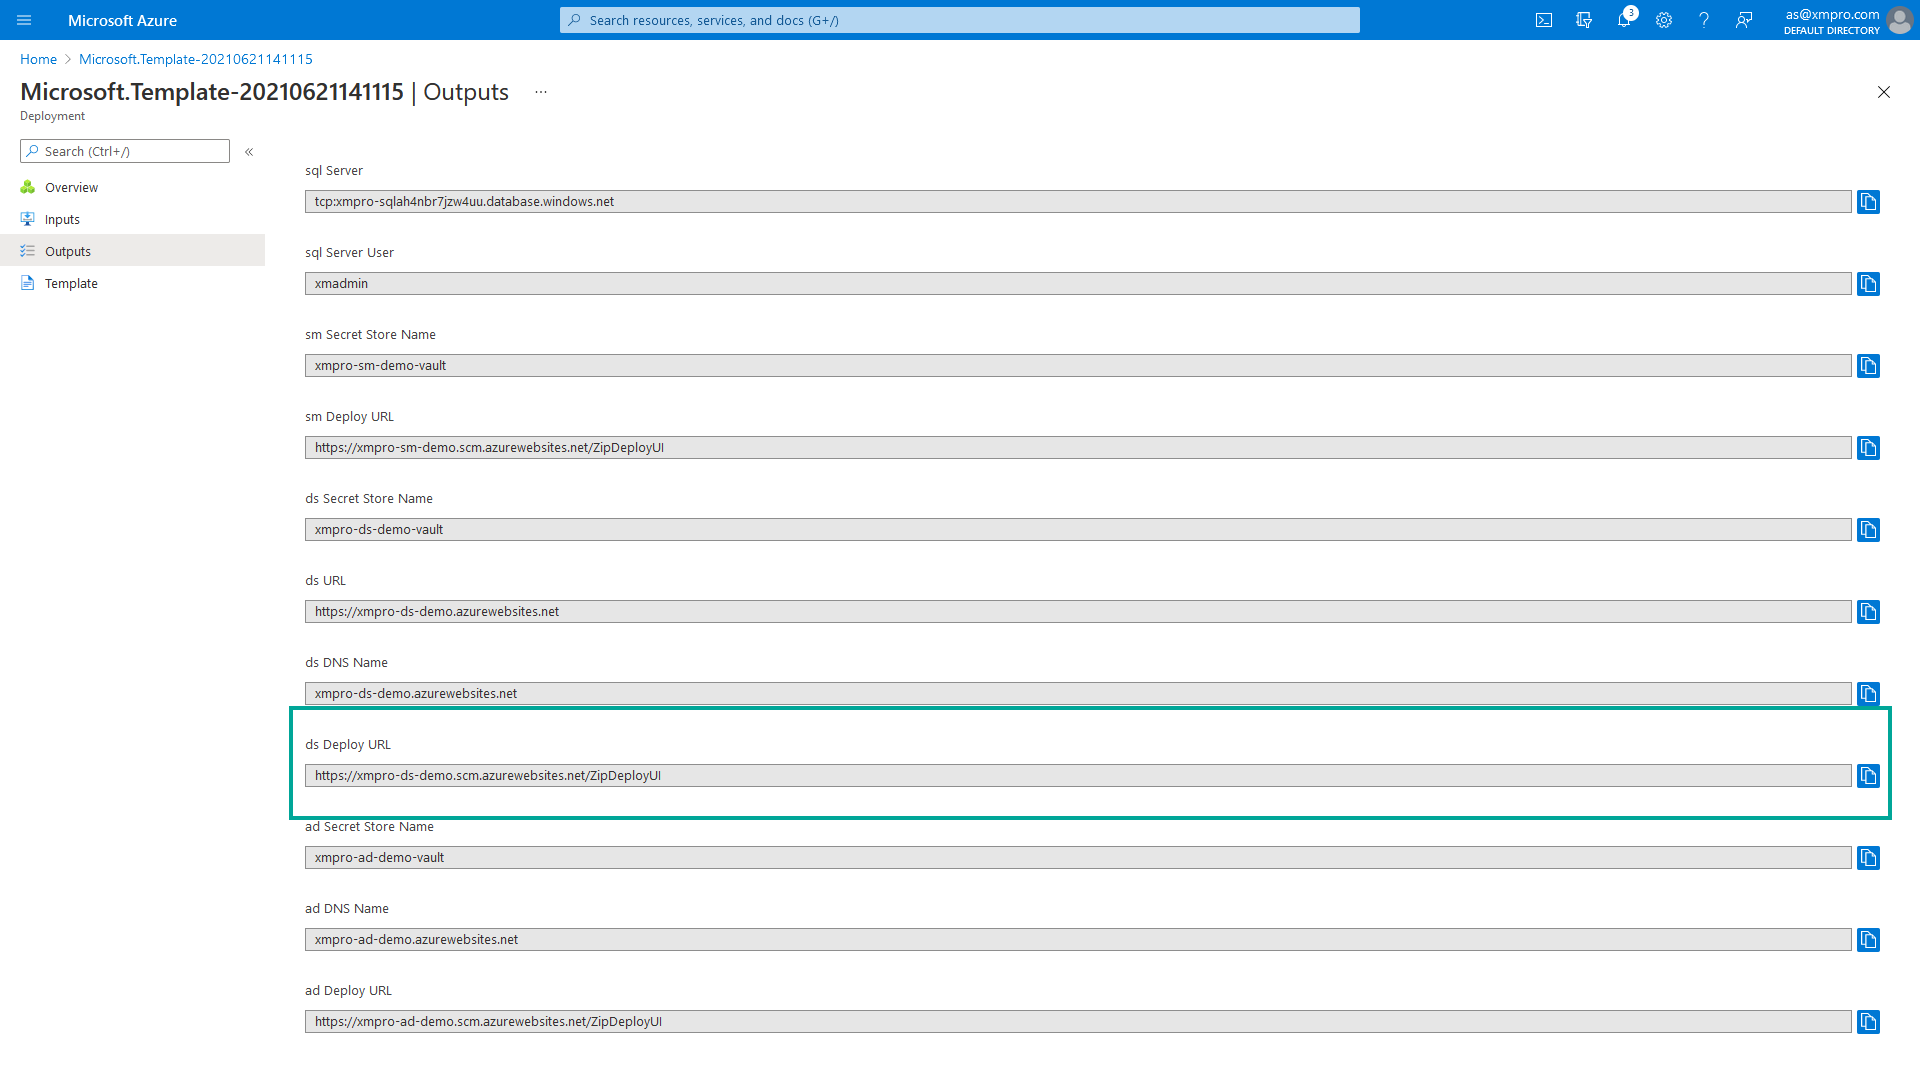 Microsoft Azure
Search resources, services, and docs (G+/)
3
as@xmpro.com
DEFAULT DIRECTORY
Home > Microsoft.Template-20210621141115
Microsoft.Template-20210621141115 | Outputs ...
Deployment
Search (Ctrl+/)
«
Overview
Inputs
Outputs
Template
sql Server
tcp:xmpro-sqlah4nbr7jzw4uu.database.windows.net
sql Server User
xmadmin
sm Secret Store Name
xmpro-sm-demo-vault
sm Deploy URL
https://xmpro-sm-demo.scm.azurewebsites.net/ZipDeployUI
ds Secret Store Name
xmpro-ds-demo-vault
ds URL
https://xmpro-ds-demo.azurewebsites.net
ds DNS Name
xmpro-ds-demo.azurewebsites.net
ds Deploy URL
https://xmpro-ds-demo.scm.azurewebsites.net/ZipDeployUI
ad Secret Store Name
xmpro-ad-demo-vault
ad DNS Name
xmpro-ad-demo.azurewebsites.net
ad Deploy URL
https://xmpro-ad-demo.scm.azurewebsites.net/ZipDeployUI